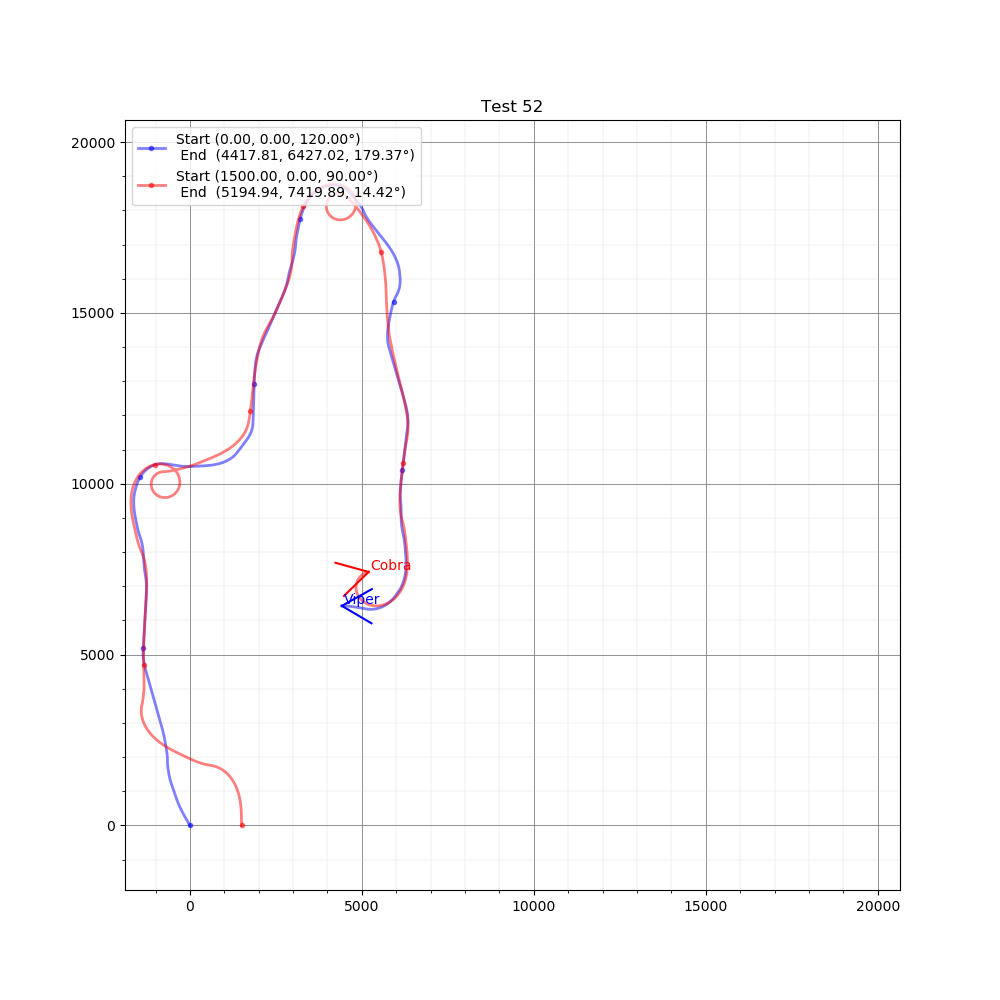 Test 52
Start (0.00, 0.00, 120.00°)
End  (4417.81, 6427.02, 179.37°)
Start (1500.00, 0.00, 90.00°)
End  (5194.94, 7419.89, 14.42°)
20000
15000
10000
5000
0
Cobra
Viper
0
5000
10000
15000
20000